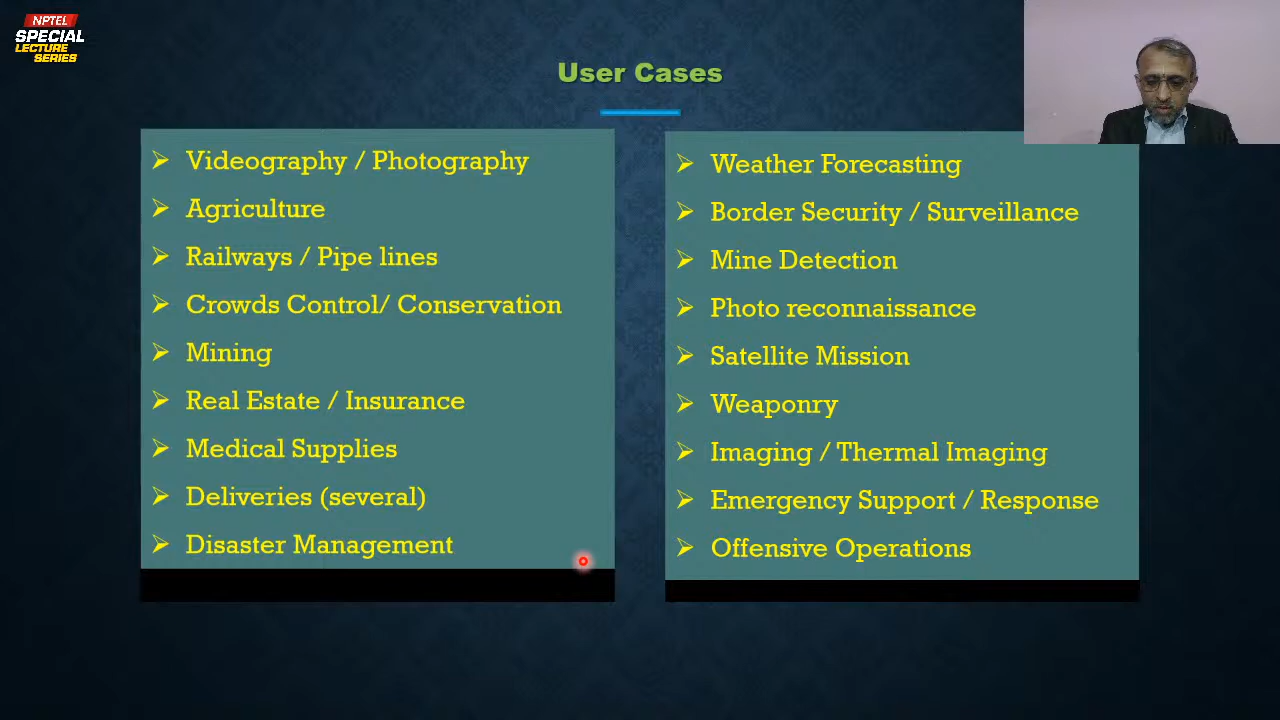 NPTEL
SPECIAL
LECTURE
SERIES
User Cases
Videography / Photography
Agriculture
Railways / Pipe lines
Crowds Control/ Conservation
Mining
Real Estate / Insurance
Medical Supplies
Deliveries (several)
Disaster Management
Weather Forecasting
Border Security / Surveillance
Mine Detection
Photo reconnaissance
Satellite Mission
Weaponry
Imaging / Thermal Imaging
Emergency Support / Response
Offensive Operations